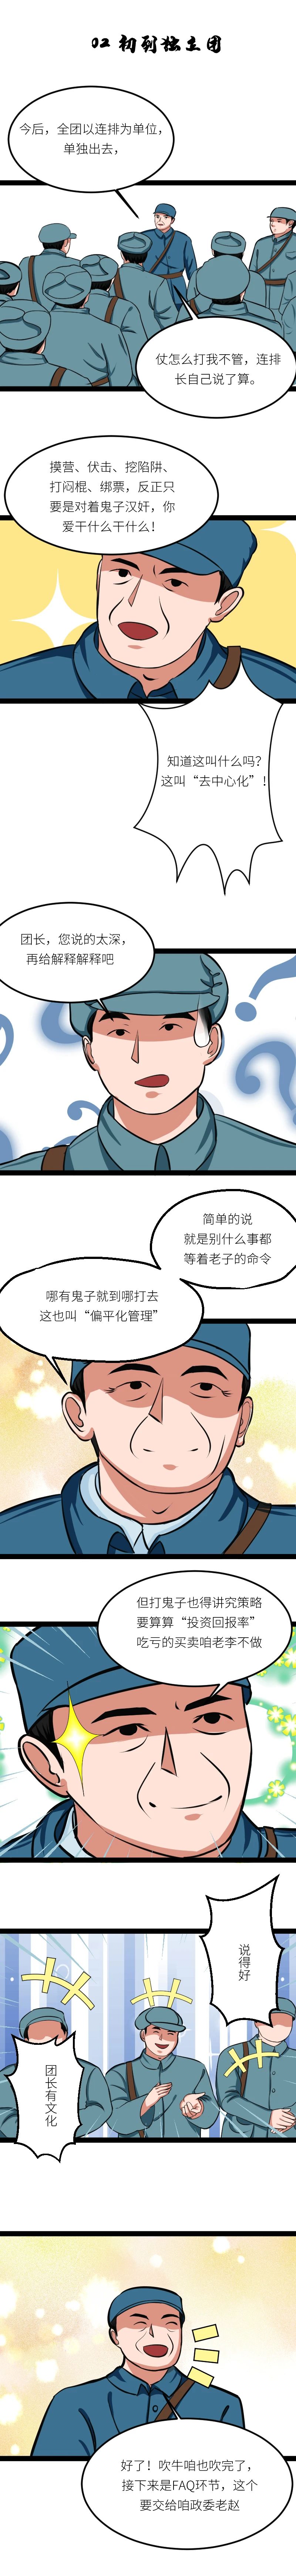 02 初到独立团
今后，全团以连排为单位，
单独出去，
仗怎么打我不管，连排
长自己说了算。
摸营、伏击、挖陷阱、
打闷棍、绑票，反正只
要是对着鬼子汉奸，你
爱干什么干什么！
知道这叫什么吗？
这叫“去中心化”！
团长，您说的太深，
再给解释解释吧
简单的说
就是别什么事都
等着老子的命令
哪有鬼子就到哪打去
这也叫“偏平化管理”
但打鬼子也得讲究策略
要算算“投资回报率”
吃亏的买卖咱老李不做
说得好
团长有文化
好了！吹牛咱也吹完了，
接下来是FAQ环节，这个
要交给咱政委老赵